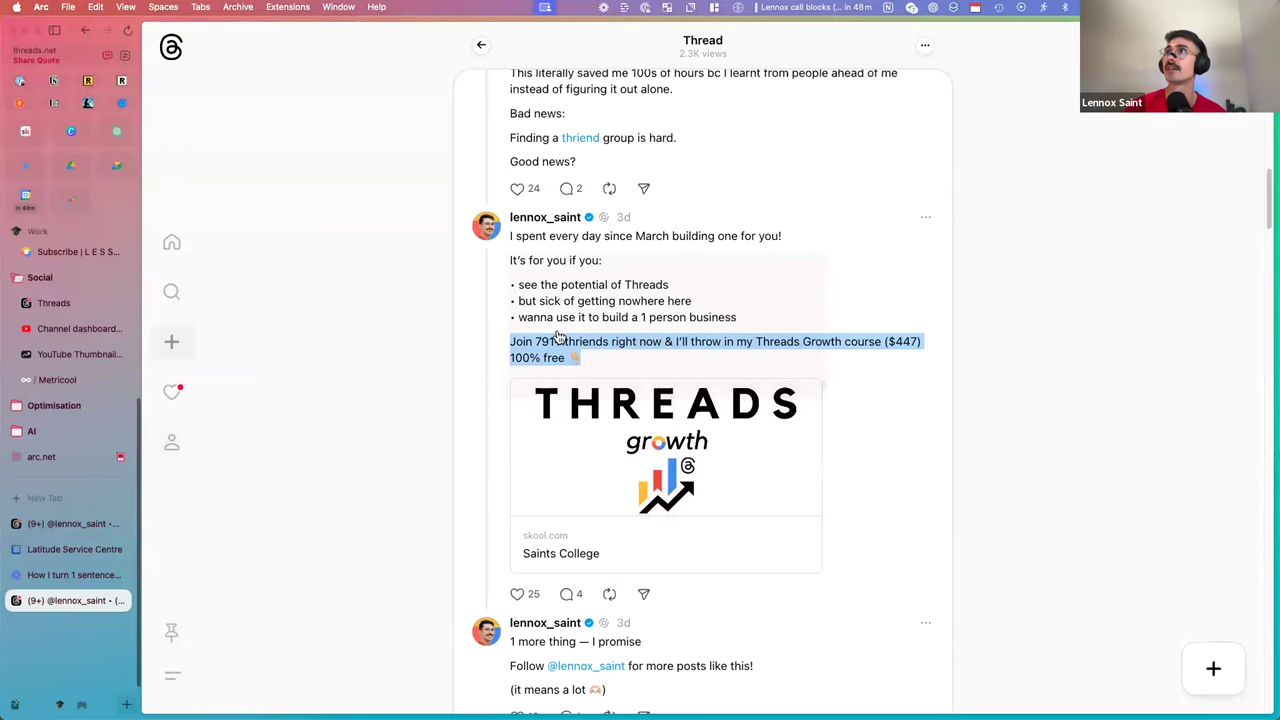 Arc File Edit View Spaces Tabs Archive Extensions Window Help
Lennox call blocks (... in 48m
threads.net
Share Quote
in 48m
Work
Subscribe | L E S S...
Social
Threads
Channel dashboard...
YouTube Thumbnail...
/ Metricool
Optimisation
AI
arc.net
New Tab
(9+) @lennox_saint •...
Latitude Service Centre
How I turn 1 sentence...
(9+) @lennox_saint • (...
Thread
2.3K views
This literally saved me 100s of hours bc I learnt from people ahead of me
instead of figuring it out alone.
Bad news:
Finding a thriend group is hard.
Good news?
24 2
lennox_saint 3d
I spent every day since March building one for you!
It's for you if you:
• see the potential of Threads
• but sick of getting nowhere here
• wanna use it to build a 1 person business
Join 791 thriends right now & I'll throw in my Threads Growth course ($447)
100% free
THREADS
growth
skool.com
Saints College
25 4
lennox_saint 3d
1 more thing — I promise
Follow @lennox_saint for more posts like this!
(it means a lot 🫶🏼)
Lennox Saint